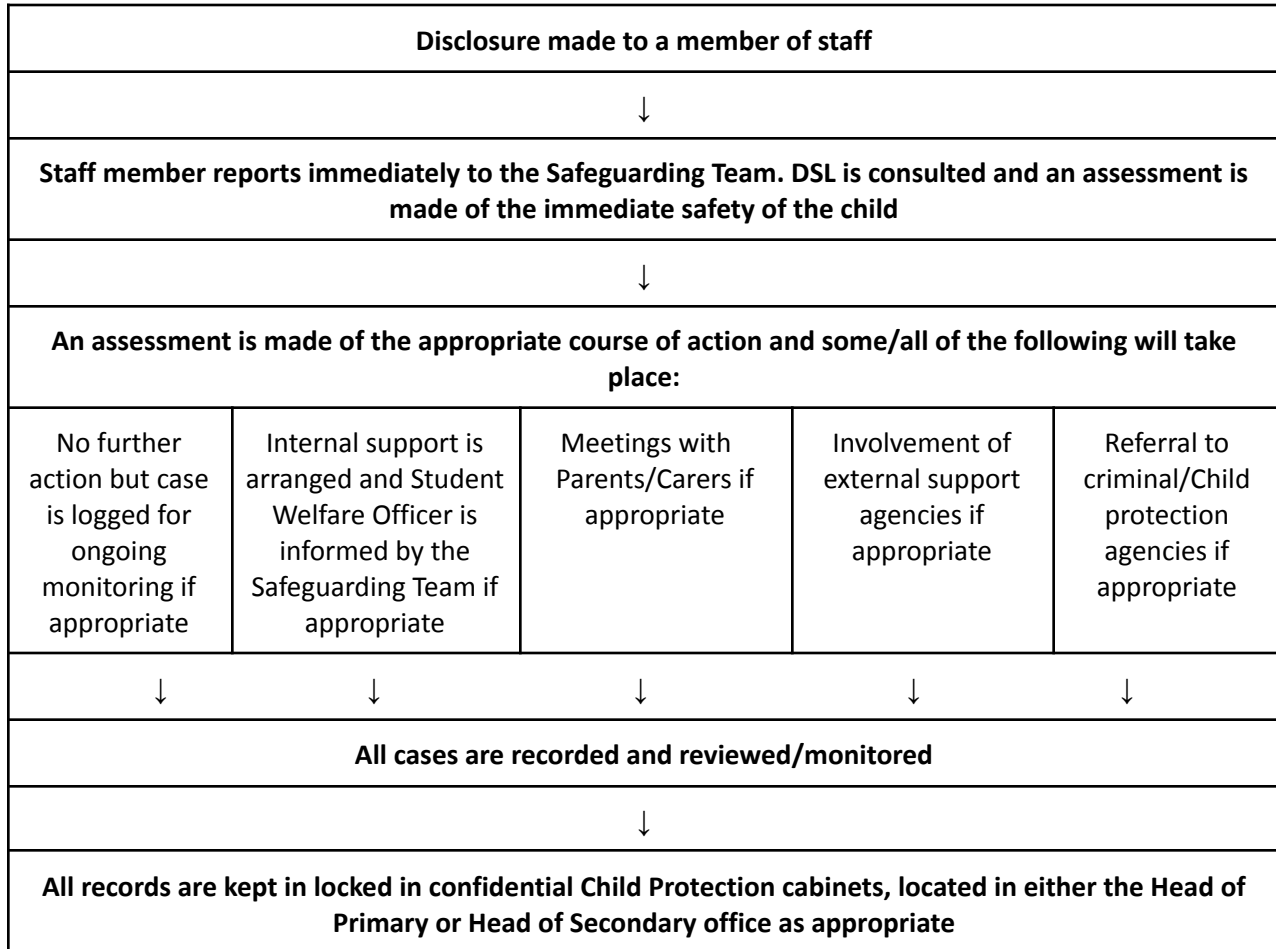 Disclosure made to a member of staff
↓
Staff member reports immediately to the Safeguarding Team. DSL is consulted and an assessment is
made of the immediate safety of the child
↓
An assessment is made of the appropriate course of action and some/all of the following will take
place:
No further
action but case
is logged for
ongoing
monitoring if
appropriate
Internal support is
arranged and Student
Welfare Officer is
informed by the
Safeguarding Team if
appropriate
Meetings with
Parents/Carers if
appropriate
Involvement of
external support
agencies if
appropriate
Referral to
criminal/Child
protection
agencies if
appropriate
↓ ↓ ↓ ↓ ↓
All cases are recorded and reviewed/monitored
↓
All records are kept in locked in confidential Child Protection cabinets, located in either the Head of
Primary or Head of Secondary office as appropriate